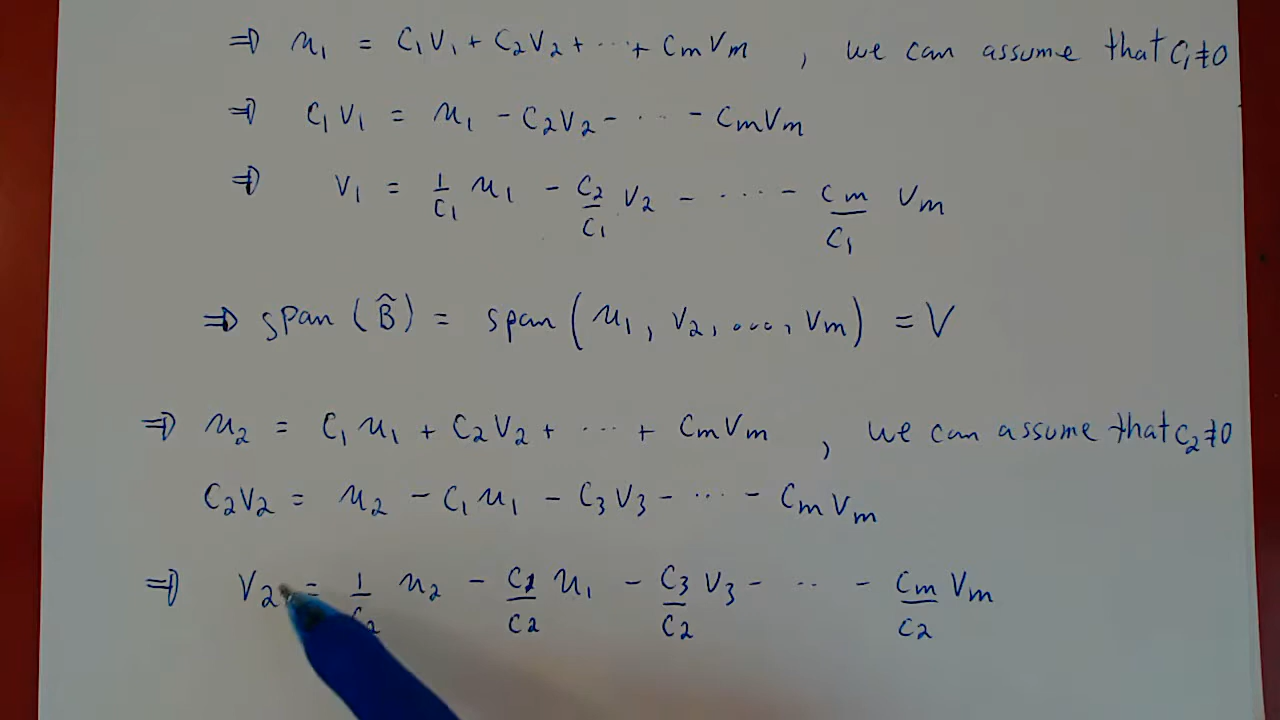 ⇒ u₁ = C₁V₁ + C₂V₂ + ··· + CmVm , we can assume that C₁≠0
⇒ C₁V₁ = u₁ - C₂V₂ - ··· - CmVm
⇒ V₁ = 1/C₁ u₁ - C₂/C₁ V₂ - ···· - Cm/C₁ Vm
⇒ span(B̃) = span(u₁, V₂, ...., Vm) = V
⇒ u₂ = C₁u₁ + C₂V₂ + ··· + CmVm , we can assume that C₂≠0
C₂V₂ = u₂ - C₁u₁ - C₃V₃ - ··· - CmVm
⇒ V₂ = 1/C₂ u₂ - C₁/C₂ u₁ - C₃/C₂ V₃ - ··· - Cm/C₂ Vm